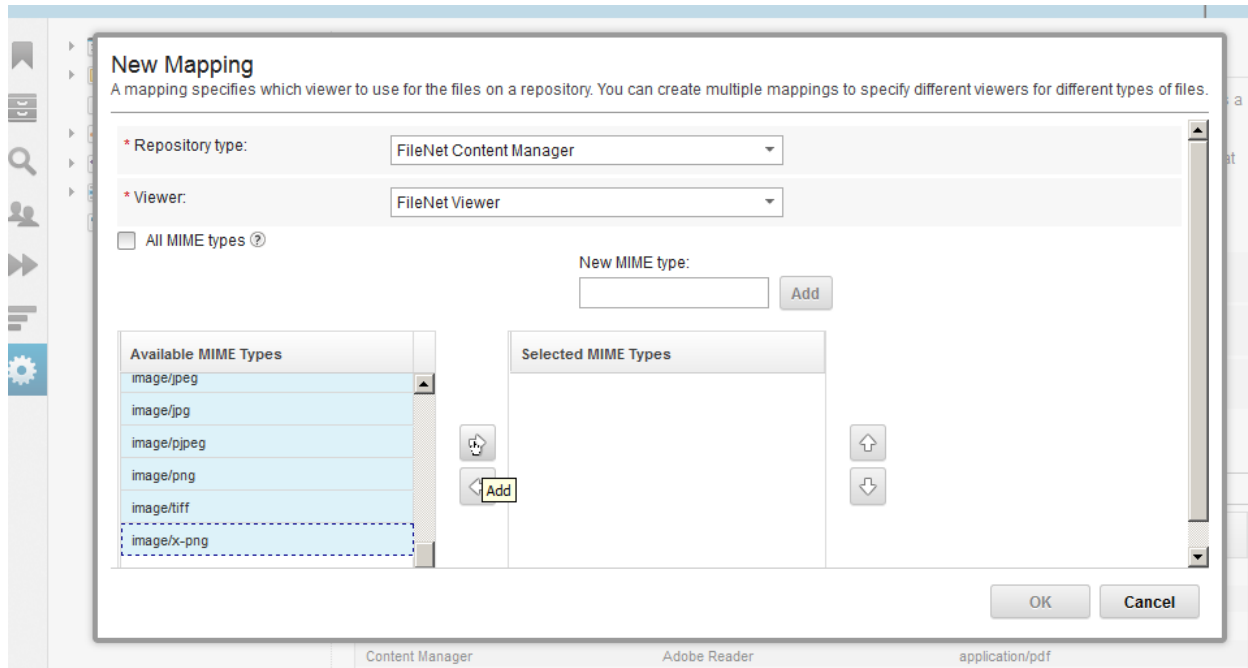 New Mapping
A mapping specifies which viewer to use for the files on a repository. You can create multiple mappings to specify different viewers for different types of files.
a
* Repository type:
FileNet Content Manager
at
* Viewer:
FileNet Viewer
All MIME types ?
New MIME type:
Add
Available MIME Types
Selected MIME Types
image/jpeg
image/jpg
image/pjpeg
image/png
Add
image/tiff
image/x-png
OK
Cancel
Content Manager
Adobe Reader
application/pdf